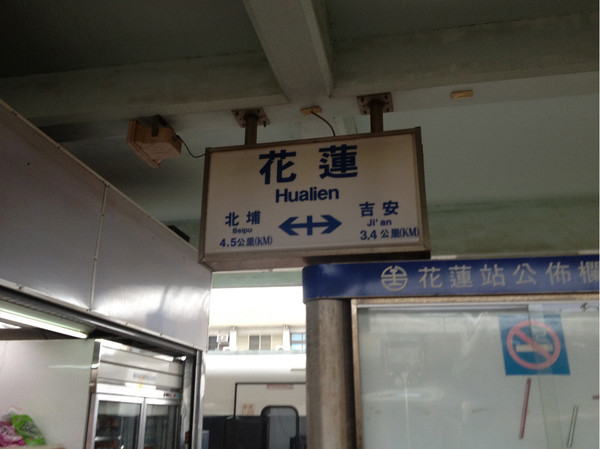 花蓮
Hualien
北埔
Beipu
4.5公里(KM)
吉安
Ji'an
3.4公里(KM)
花蓮站公佈欄